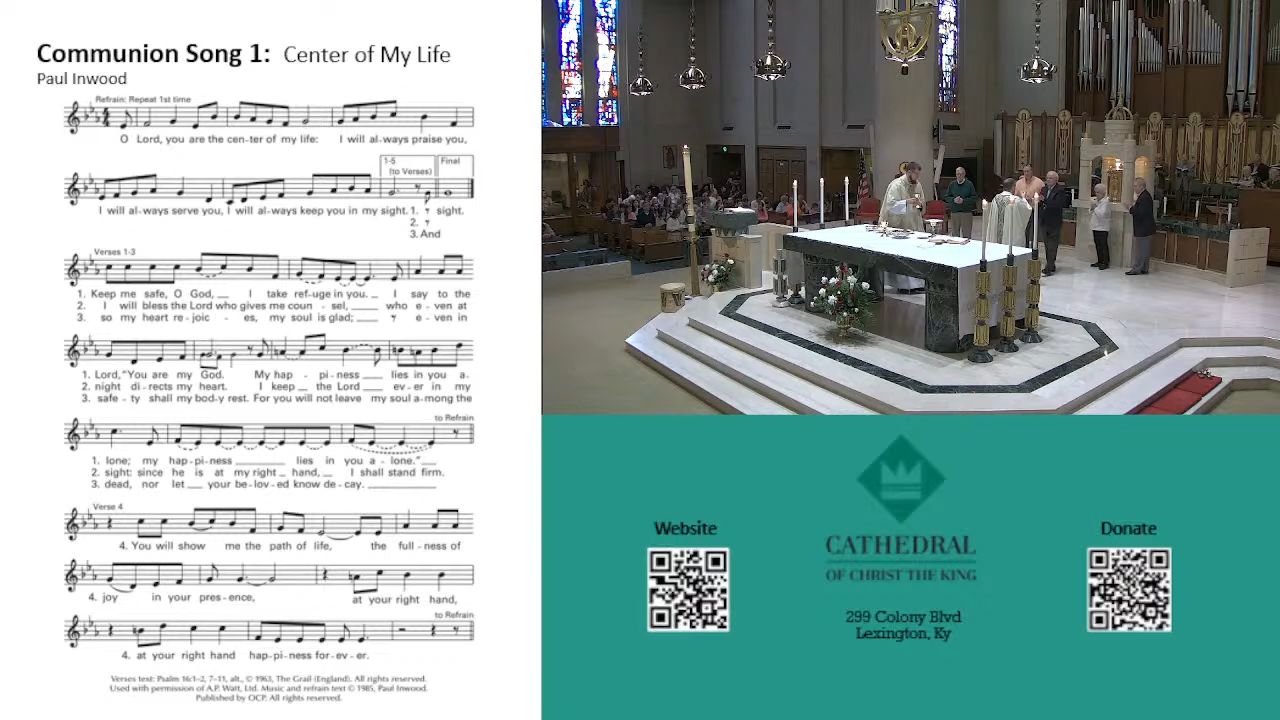 Communion Song 1: Center of My Life
Paul Inwood
Refrain: Repeat 1st time
O Lord, you are the cen-ter of my life: I will al-ways praise you,
1-5
(to Verses)
Final
I will al-ways serve you, I will al-ways keep you in my sight. 1. sight.
2.
3. And
Verses 1-3
1. Keep me safe, O God, __ I take ref-uge in you. __ I say to the
2. I will bless the Lord who gives me coun - sel, ____ who e-ven at
3. so my heart re-joic - es, my soul is glad; ____ e-ven in
1. Lord, "You are my God. My hap - pi-ness ____ lies in you a-
2. night di-rects my heart. I keep __ the Lord ____ ev-er in my
3. safe-ty shall my bod-y rest. For you will not leave my soul a-mong the
to Refrain
1. lone; my hap-pi-ness ________ lies in you a-lone."__
2. sight: since he is at my right __ hand, __ I shall stand firm.
3. dead, nor let __ your be-lov-ed know de-cay. __________
Verse 4
4. You will show me the path of life, the full-ness of
4. joy in your pres-ence, at your right hand,
to Refrain
4. at your right hand hap-pi-ness for-ev-er.
Verses text: Psalm 16:1-2, 7-11, alt., © 1963, The Grail (England). All rights reserved.
Used with permission of A.P. Watt, Ltd. Music and refrain text © 1985, Paul Inwood.
Published by OCP. All rights reserved.
Website
CATHEDRAL
OF CHRIST THE KING
299 Colony Blvd
Lexington, Ky
Donate